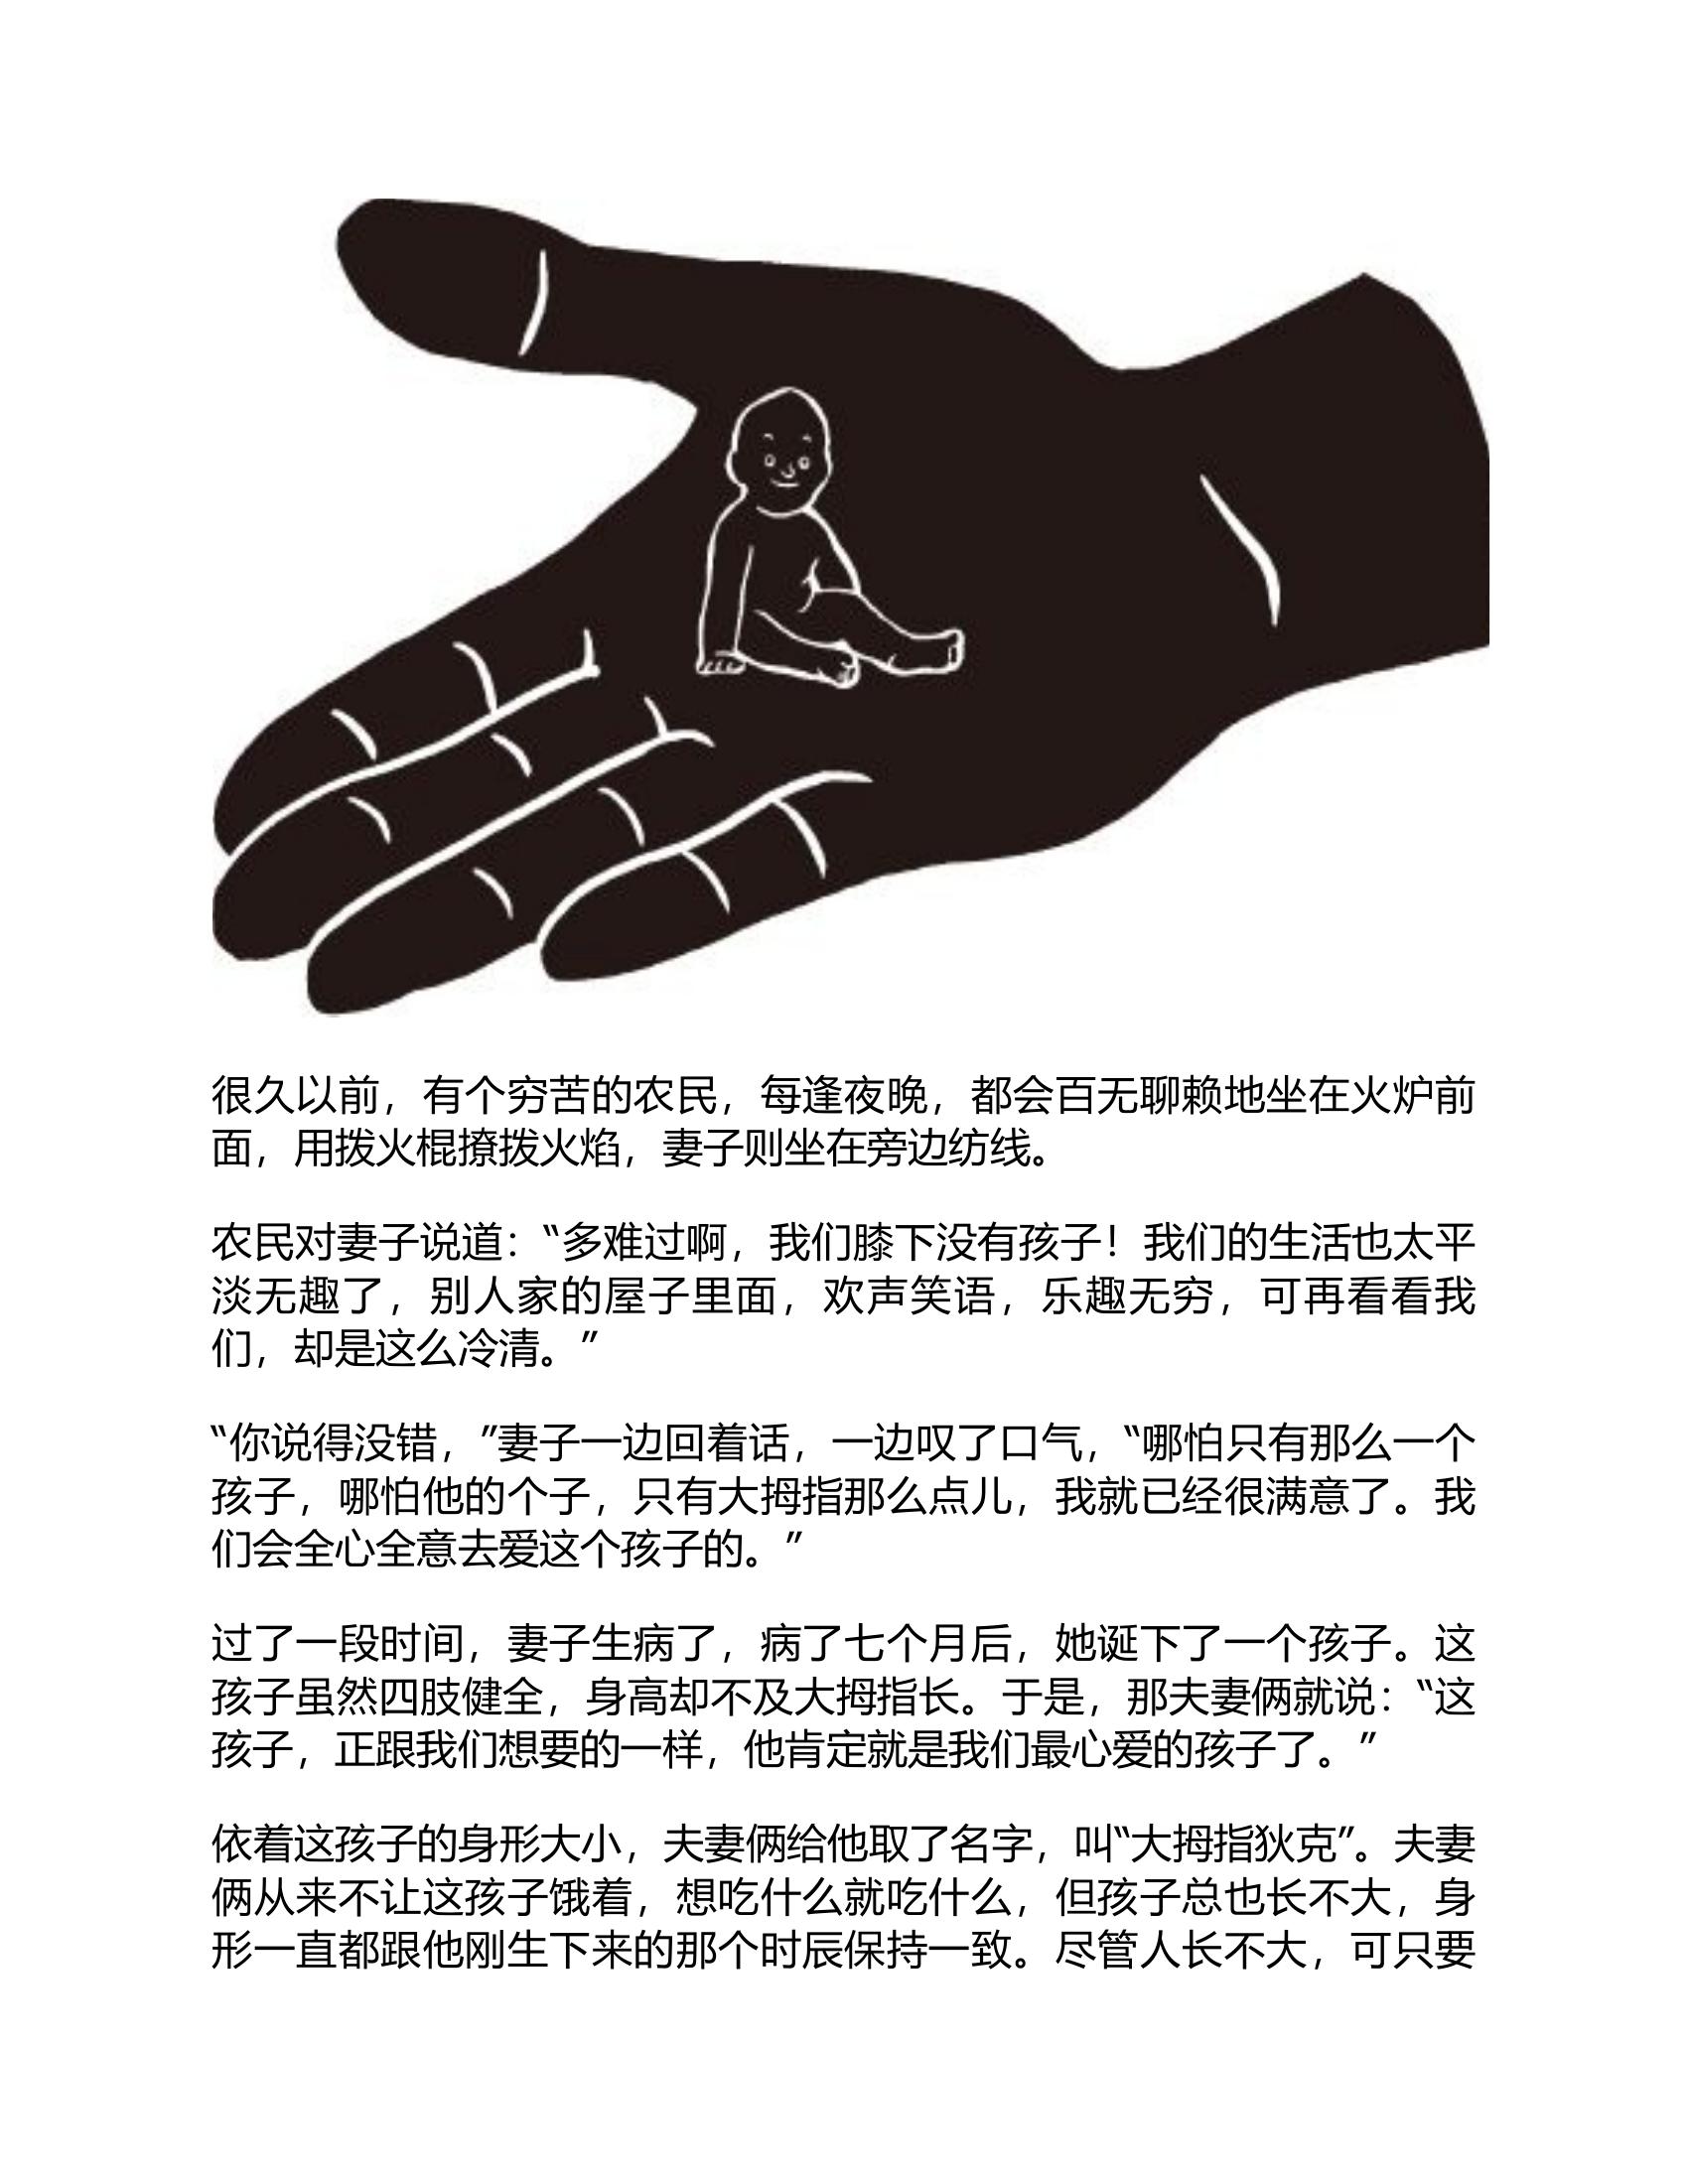 很久以前，有个穷苦的农民，每逢夜晚，都会百无聊赖地坐在火炉前
面，用拨火棍撩拨火焰，妻子则坐在旁边纺线。
农民对妻子说道：“多难过啊，我们膝下没有孩子！我们的生活也太平
淡无趣了，别人家的屋子里面，欢声笑语，乐趣无穷，可再看看我
们，却是这么冷清。”
“你说得没错，”妻子一边回着话，一边叹了口气，“哪怕只有那么一个
孩子，哪怕他的个子，只有大拇指那么点儿，我就已经很满意了。我
们会全心全意去爱这个孩子的。”
过了一段时间，妻子生病了，病了七个月后，她诞下了一个孩子。这
孩子虽然四肢健全，身高却不及大拇指长。于是，那夫妻俩就说：“这
孩子，正跟我们想要的一样，他肯定就是我们最心爱的孩子了。”
依着这孩子的身形大小，夫妻俩给他取了名字，叫“大拇指狄克”。夫妻
俩从来不让这孩子饿着，想吃什么就吃什么，但孩子总也长不大，身
形一直都跟他刚生下来的那个时辰保持一致。尽管人长不大，可只要